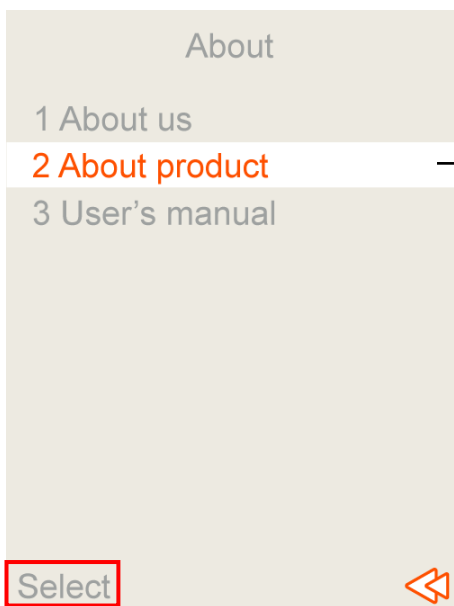 About
1 About us
2 About product
3 User’s manual
Select